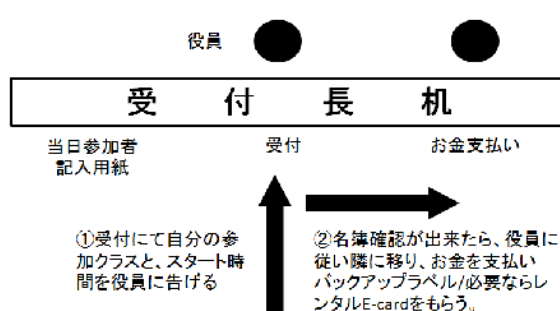 役員
受付長机
当日参加者
記入用紙
受付
お金支払い
①受付にて自分の参
加クラスと、スタート時
間を役員に告げる
②名簿確認が出来たら、役員に
従い隣に移り、お金を支払い
バックアップラベル/必要ならレ
ンタルE-cardをもらう。